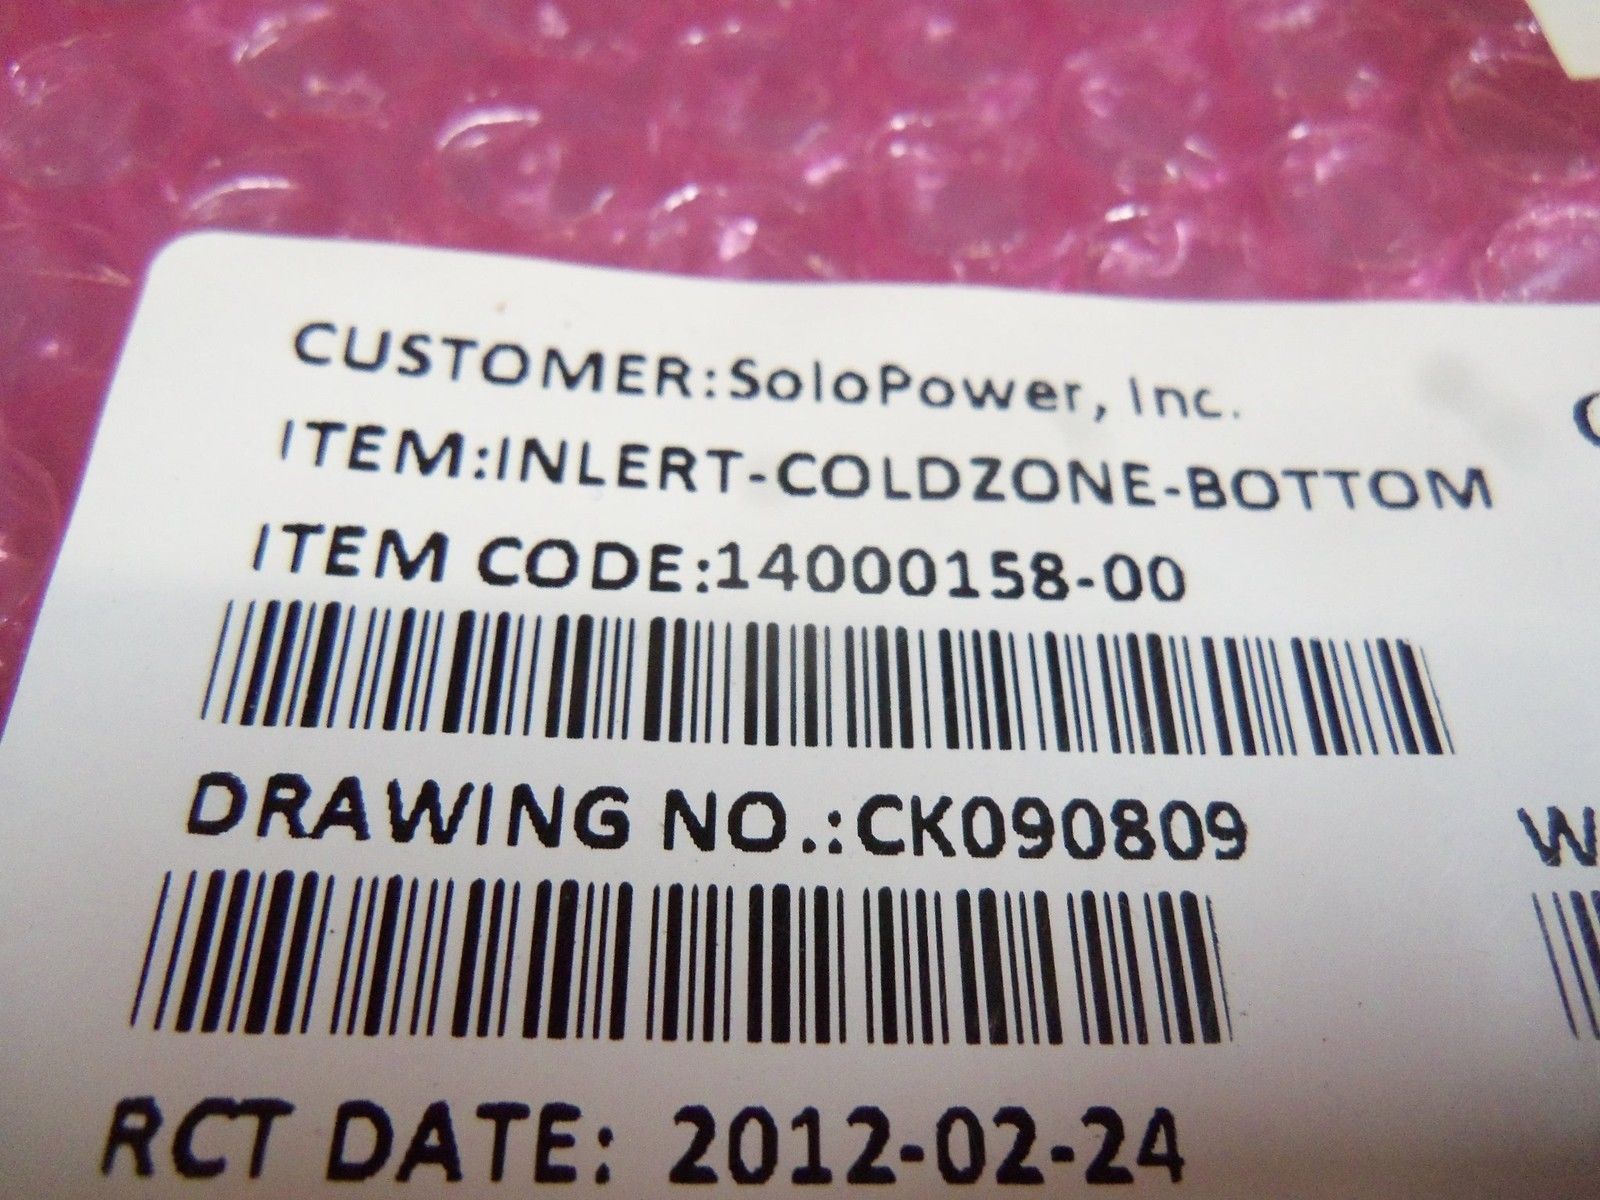 CUSTOMER:SoloPower, Inc.
ITEM:INLERT-COLDZONE-BOTTOM
ITEM CODE:14000158-00
DRAWING NO.:CK090809
RCT DATE: 2012-02-24